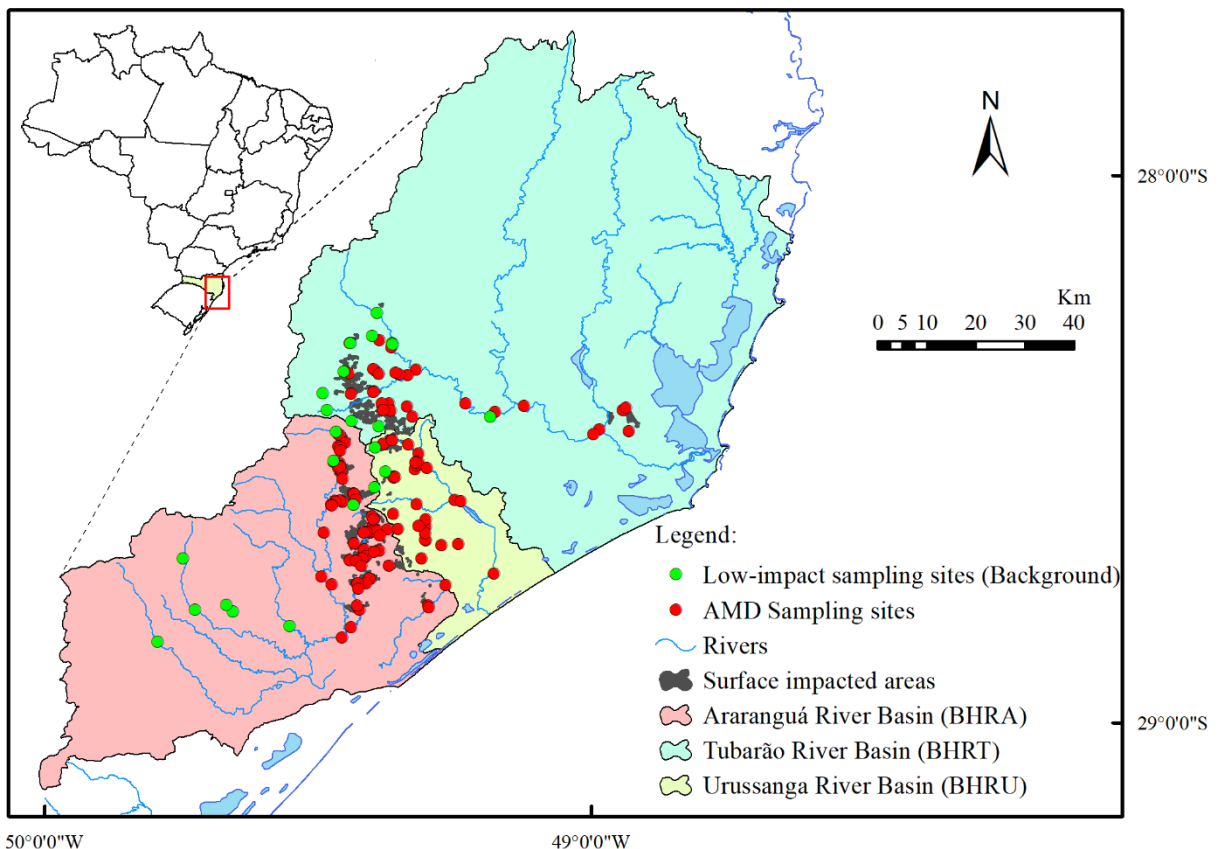 N
28°0'0"S
Km
0 5 10 20 30 40
Legend:
Low-impact sampling sites (Background)
AMD Sampling sites
Rivers
Surface impacted areas
Araranguá River Basin (BHRA)
29°0'0"S
Tubarão River Basin (BHRT)
Urussanga River Basin (BHRU)
50°0'0"W 49°0'0"W